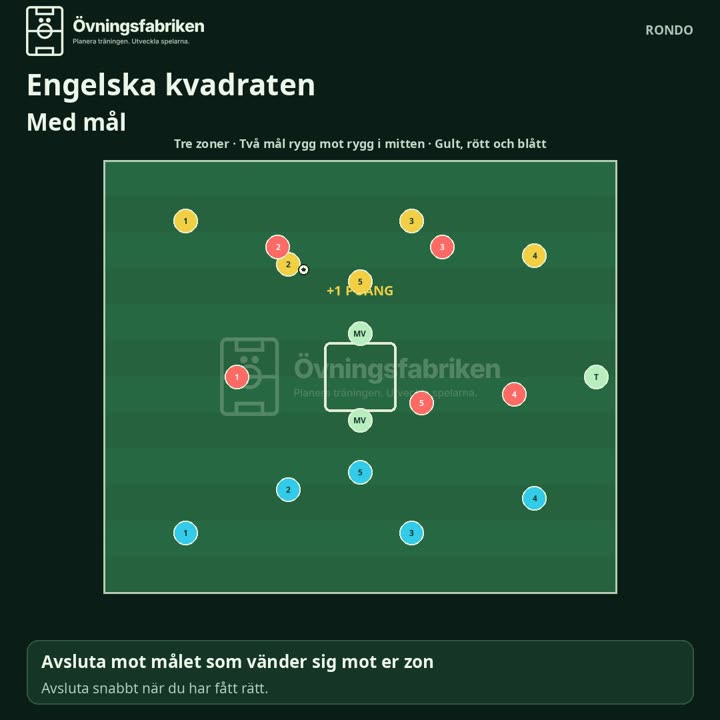 Övningsfabriken
Planera träningen. Utveckla spelarna.
RONDO
Engelska kvadraten
Med mål
Tre zoner · Två mål rygg mot rygg i mitten · Gult, rött och blått
1
3
2
3
2
4
5
+1 P
ÄNG
MV
Övningsfabriken
Planera träningen. Utveckla spelarna.
1
T
4
5
MV
5
2
4
1
3
Avsluta mot målet som vänder sig mot er zon
Avsluta snabbt när du har fått rätt.